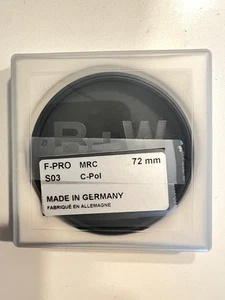 B+W
F-PRO MRC 72 mm
S03 C-Pol
MADE IN GERMANY
FABRIQUÉ EN ALLEMAGNE